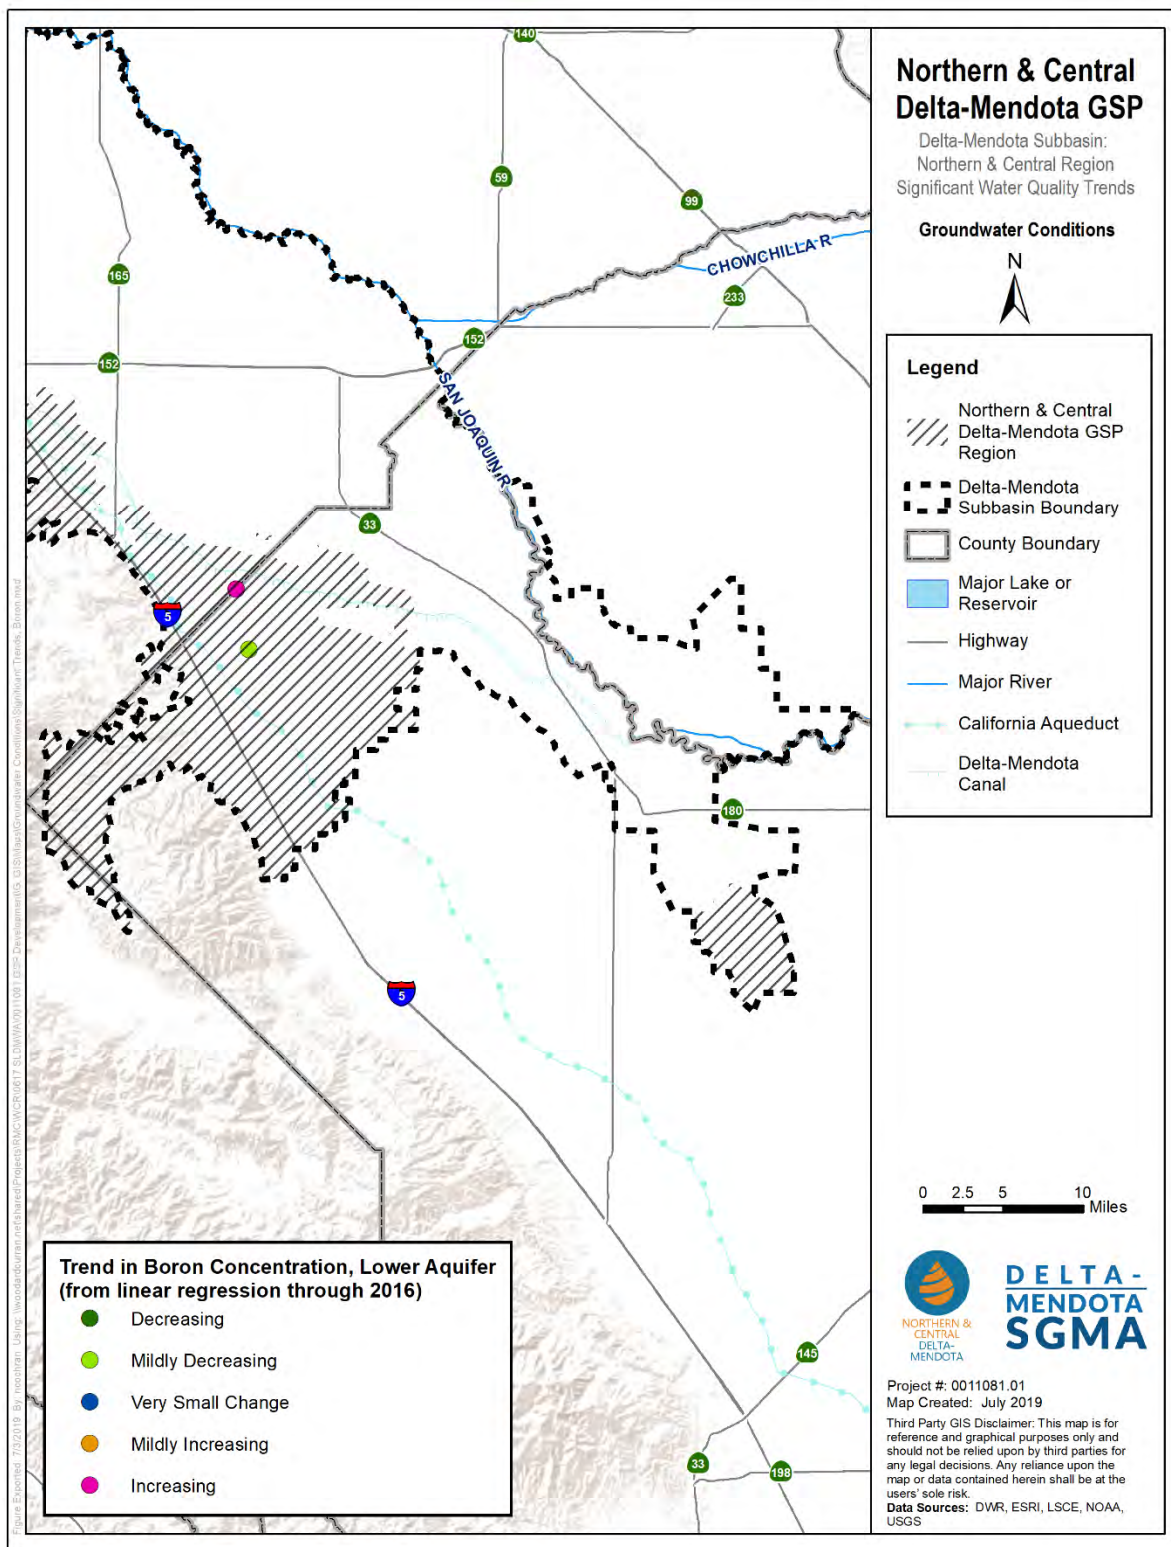 Northern & Central
Delta-Mendota GSP
Delta-Mendota Subbasin:
Northern & Central Region
Significant Water Quality Trends
Groundwater Conditions
N
Legend
Northern & Central
Delta-Mendota GSP
Region
Delta-Mendota
Subbasin Boundary
County Boundary
Major Lake or
Reservoir
Highway
Major River
California Aqueduct
Delta-Mendota
Canal
140
59
99
165
CHOWCHILLA R
233
152
152
SAN JOAQUIN R
33
5
180
5
145
33
198
Trend in Boron Concentration, Lower Aquifer
(from linear regression through 2016)
Decreasing
Mildly Decreasing
Very Small Change
Mildly Increasing
Increasing
0 2.5 5 10
Miles
NORTHERN &
CENTRAL
DELTA-
MENDOTA
DELTA-
MENDOTA
SGMA
Project #: 0011081.01
Map Created: July 2019
Third Party GIS Disclaimer: This map is for
reference and graphical purposes only and
should not be relied upon by third parties for
any legal decisions. Any reliance upon the
map or data contained herein shall be at the
users' sole risk.
Data Sources: DWR, ESRI, LSCE, NOAA,
USGS